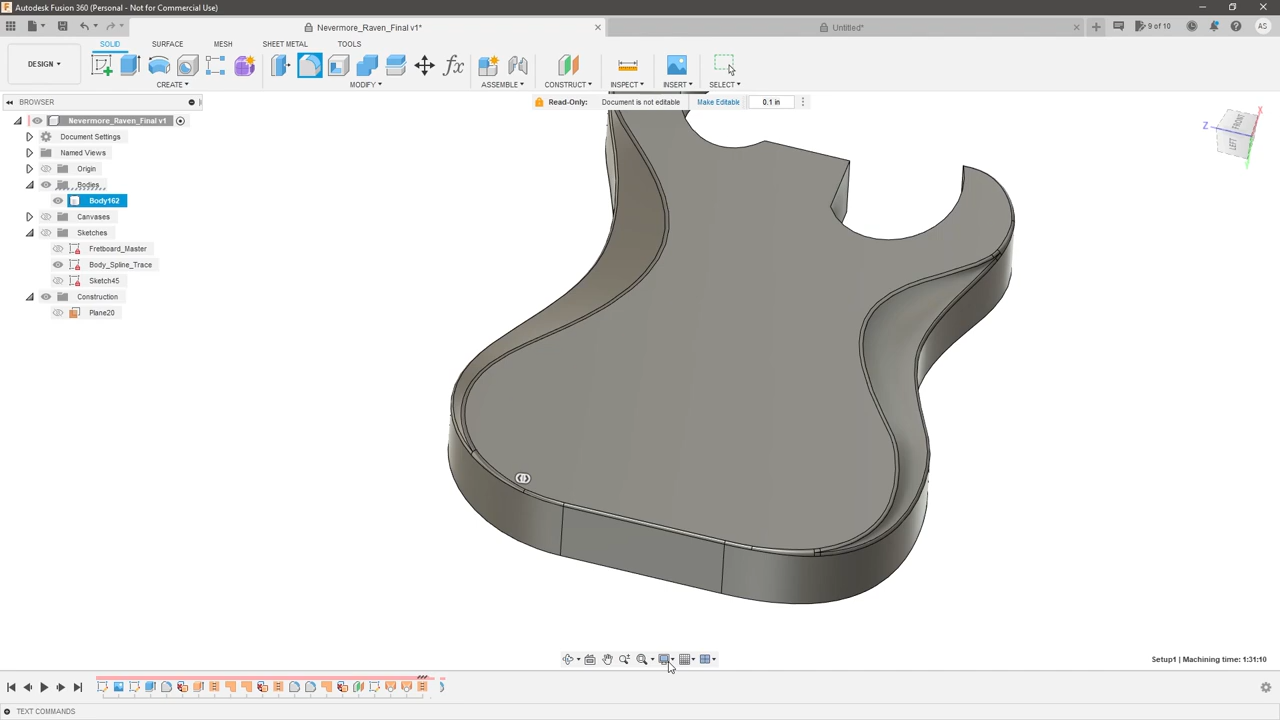 Autodesk Fusion 360 (Personal - Not for Commercial Use)
Nevermore_Raven_Final v1*
Untitled*
9 of 10
AS
DESIGN
SOLID
SURFACE
MESH
SHEET METAL
TOOLS
CREATE
MODIFY
ASSEMBLE
CONSTRUCT
INSPECT
INSERT
SELECT
BROWSER
Read-Only: Document is not editable Make Editable 0.1 in
Nevermore_Raven_Final v1
Document Settings
Named Views
Origin
Bodies
Body162
Canvases
Sketches
Fretboard_Master
Body_Spline_Trace
Sketch45
Construction
Plane20
X
Z
FRONT
LEFT
Setup1 | Machining time: 1:31:10
TEXT COMMANDS